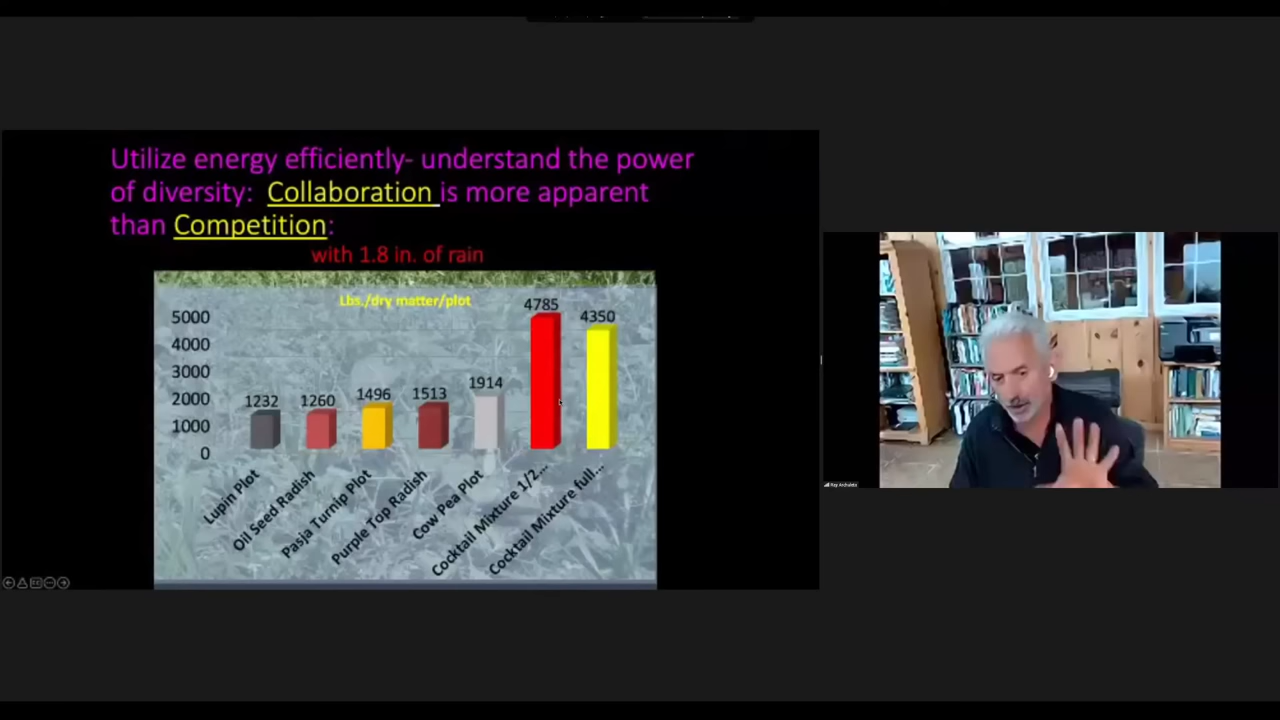 Utilize energy efficiently- understand the power
of diversity: Collaboration is more apparent
than Competition:
with 1.8 in. of rain
Lbs./dry matter/plot
5000
4000
3000
2000
1000
0
1232
1260
1496
1513
1914
4785
4350
Lupin Plot
Oil Seed Radish
Pasja Turnip Plot
Purple Top Radish
Cow Pea Plot
Cocktail Mixture 1/2...
Cocktail Mixture full...
Ray Archuleta